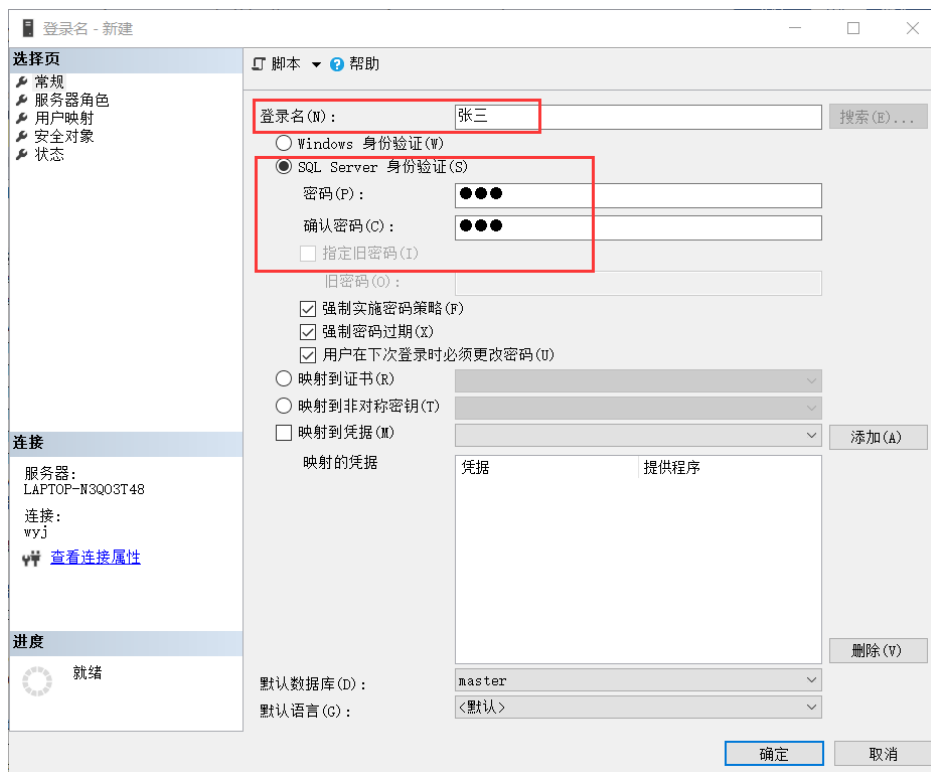 登录名 - 新建
选择页
常规
服务器角色
用户映射
安全对象
状态
脚本 帮助
登录名(N): 张三 搜索(E)...
Windows 身份验证(W)
SQL Server 身份验证(S)
密码(P): ●●●
确认密码(C): ●●●
指定旧密码(I)
旧密码(O):
强制实施密码策略(F)
强制密码过期(X)
用户在下次登录时必须更改密码(U)
映射到证书(R)
映射到非对称密钥(T)
映射到凭据(M) 添加(A)
映射的凭据 凭据 提供程序
删除(V)
默认数据库(D): master
默认语言(G): <默认>
连接
服务器:
LAPTOP-N3Q03T48
连接:
wyj
查看连接属性
进度
就绪
确定 取消